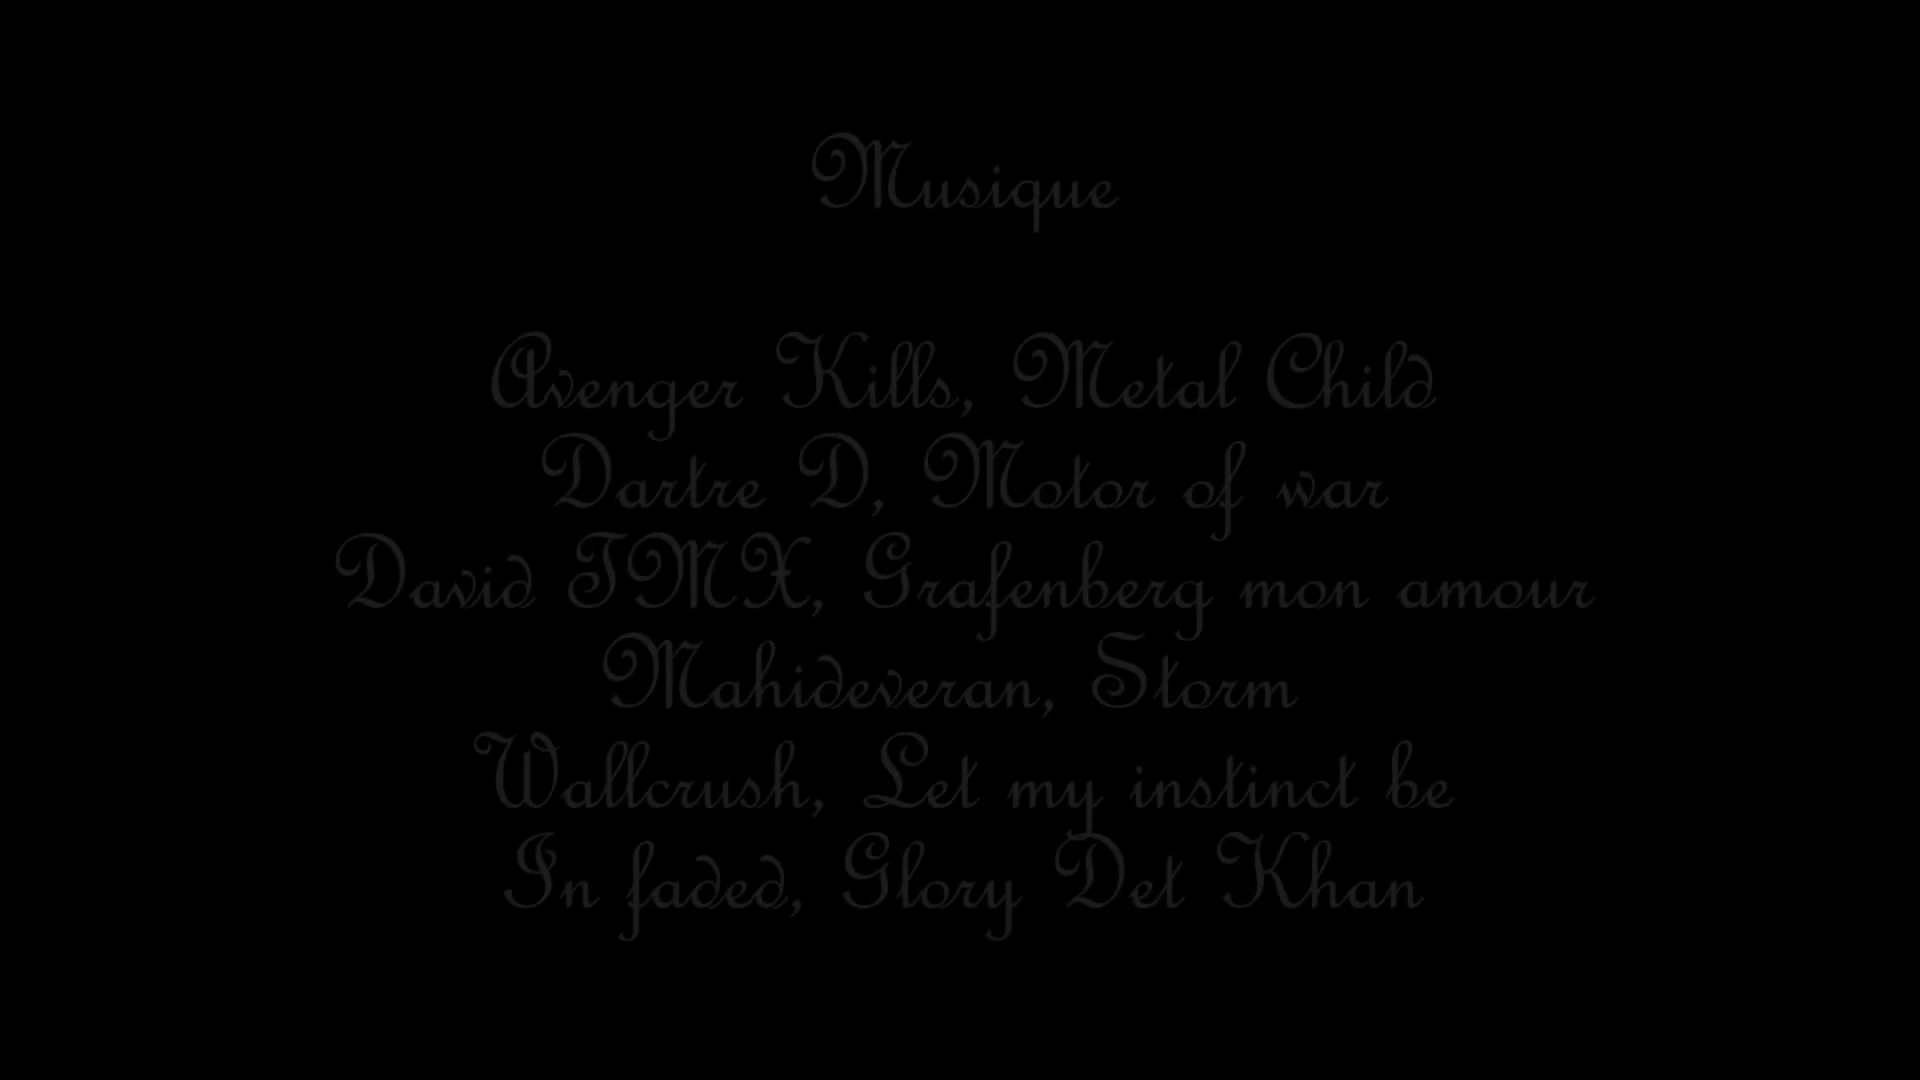 Musique
Avenger Kills, Metal Child
Dartre D, Motor of war
David TMX, Grafenberg mon amour
Mahideveran, Storm
Wallcrush, Let my instinct be
In faded, Glory Det Khan